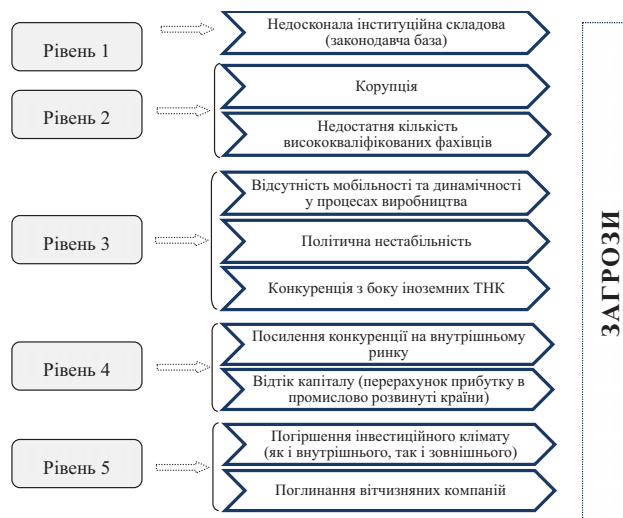 Рівень 1
Недосконала інституційна складова
(законодавча база)
Рівень 2
Корупція
Недостатня кількість
висококваліфікованих фахівців
Рівень 3
Відсутність мобільності та динамічності
у процесах виробництва
Політична нестабільність
Конкуренція з боку іноземних ТНК
Рівень 4
Посилення конкуренції на внутрішньому
ринку
Відтік капіталу (перерахунок прибутку в
промислово розвинуті країни)
Рівень 5
Погіршення інвестиційного клімату
(як і внутрішнього, так і зовнішнього)
Поглинання вітчизняних компаній
ЗАГРОЗИ